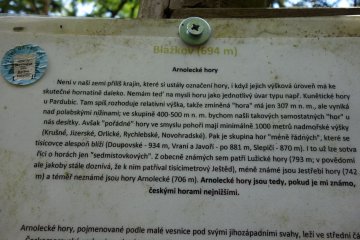 Blažkov (694 m)
Arnolecké hory
Není v naší zemi příliš krajin, které si ustály označení hory, i když jejich výšková úroveň má ke
skutečné hornatině daleko. Nemám teď na mysli horu jako jednotlivý úvar typu např. Kunětické hory
u Pardubic. Tam spíš rozhoduje relativní výška, takže zmíněná "hora" má jen 307 m n. m., ale vyniká
nad polabskými nížinami; ve skupině 400-500 m n. m. bychom našli takových samostatných "hor" u
nás desítky. Avšak "pořádné" hory ve smyslu pohoří mají minimálně 1000 metrů nadmořské výšky
(Krušné, Jizerské, Orlické, Rychlebské, Novohradské). Pak je skupina hor "méně řádných", které se
tisícovce alespoň blíží (Doupovské - 934 m, Vraní a Javoří - po 881 m, Slepičí - 870 m). I to už lze sotva
říci o horách jen "sedmistovkových". Z obecně známých sem patří Lužické hory (793 m; v povědomí
ale jakoby stále doznívá, že k nim patříval tisícimetrový Ještěd), méně známé jsou Jestřebí hory (742
m) a téměř neznámé jsou hory Arnolecké (706 m). Arnolecké hory jsou tedy, pokud je mi známo,
českými horami nejnižšími.
Arnolecké hory, pojmenované podle malé vesnice pod svými jihozápadními svahy, leží ve střední čá